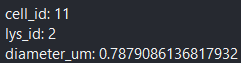 cell_id: 11
lys_id: 2
diameter_um: 0.7879086136817932